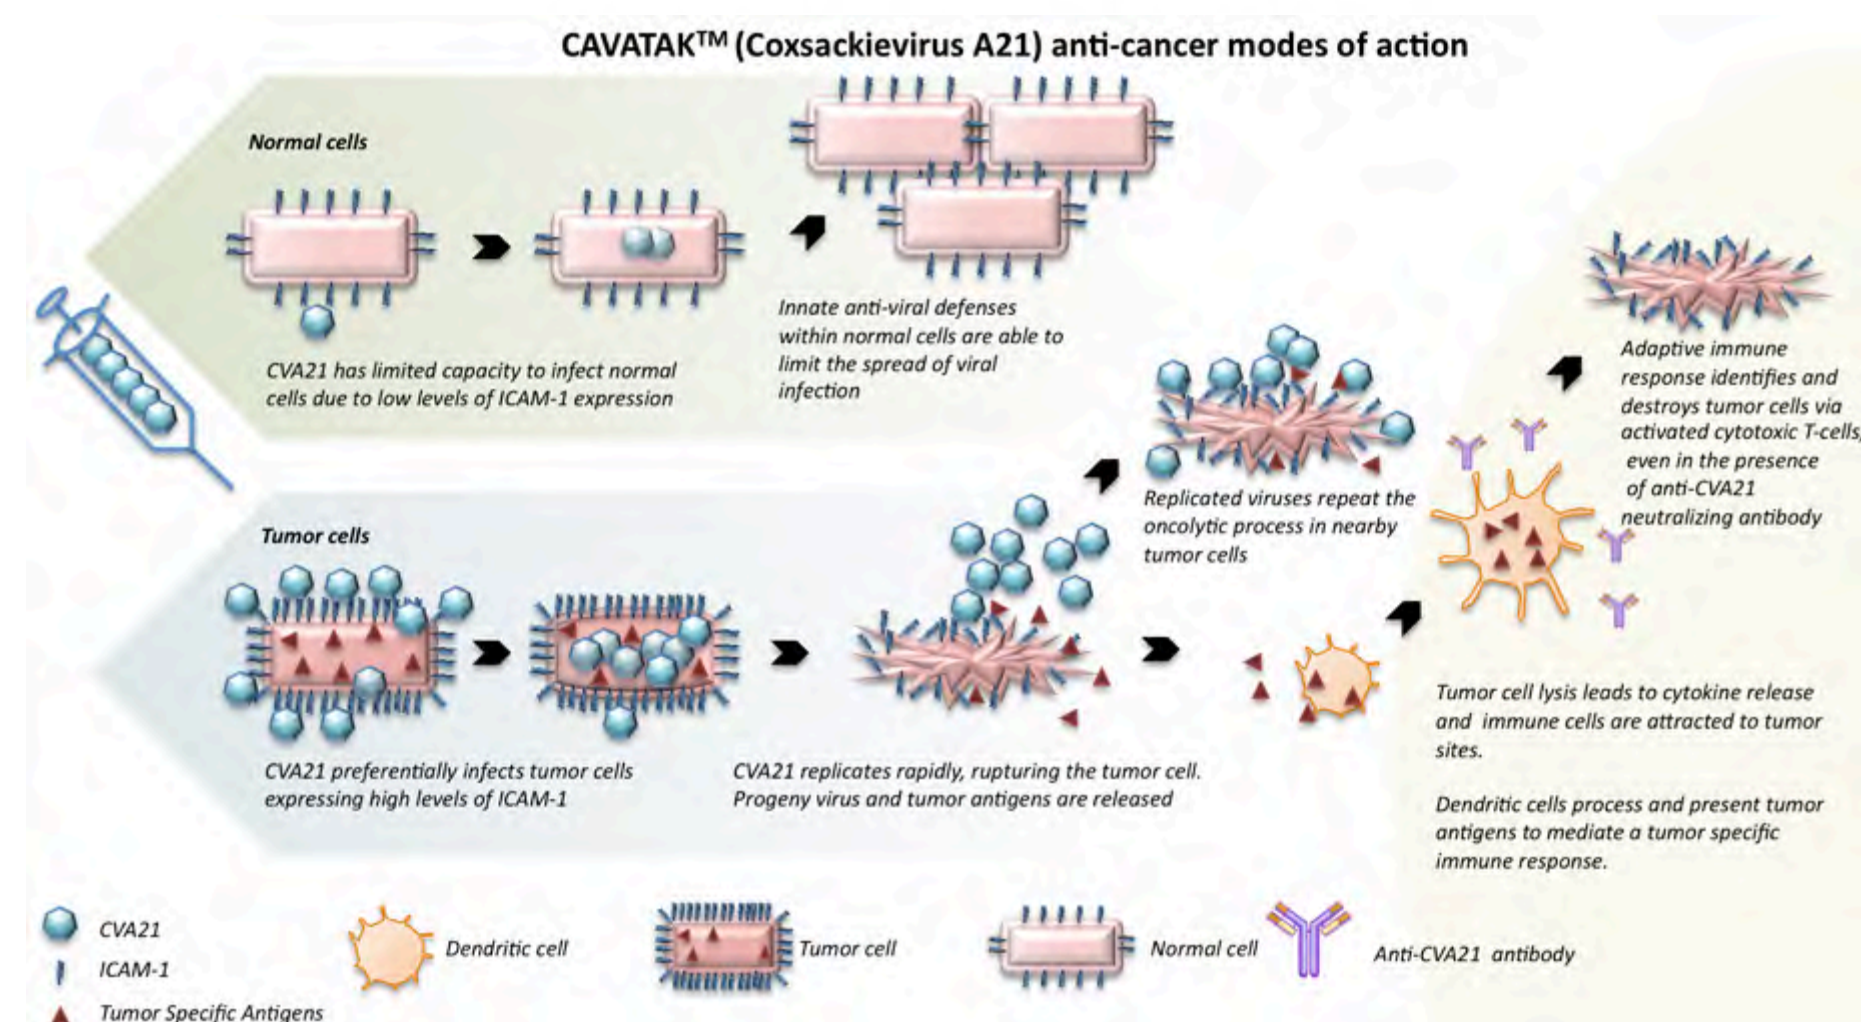 CAVATAK™ (Coxsackievirus A21) anti-cancer modes of action
Normal cells
CVA21 has limited capacity to infect normal
cells due to low levels of ICAM-1 expression
Innate anti-viral defenses
within normal cells are able to
limit the spread of viral
infection
Tumor cells
CVA21 preferentially infects tumor cells
expressing high levels of ICAM-1
CVA21 replicates rapidly, rupturing the tumor cell.
Progeny virus and tumor antigens are released
Replicated viruses repeat the
oncolytic process in nearby
tumor cells
Adaptive immune
response identifies and
destroys tumor cells via
activated cytotoxic T-cells,
even in the presence
of anti-CVA21
neutralizing antibody
Tumor cell lysis leads to cytokine release
and immune cells are attracted to tumor
sites.
Dendritic cells process and present tumor
antigens to mediate a tumor specific
immune response.
CVA21
ICAM-1
Tumor Specific Antigens
Dendritic cell
Tumor cell
Normal cell
Anti-CVA21 antibody